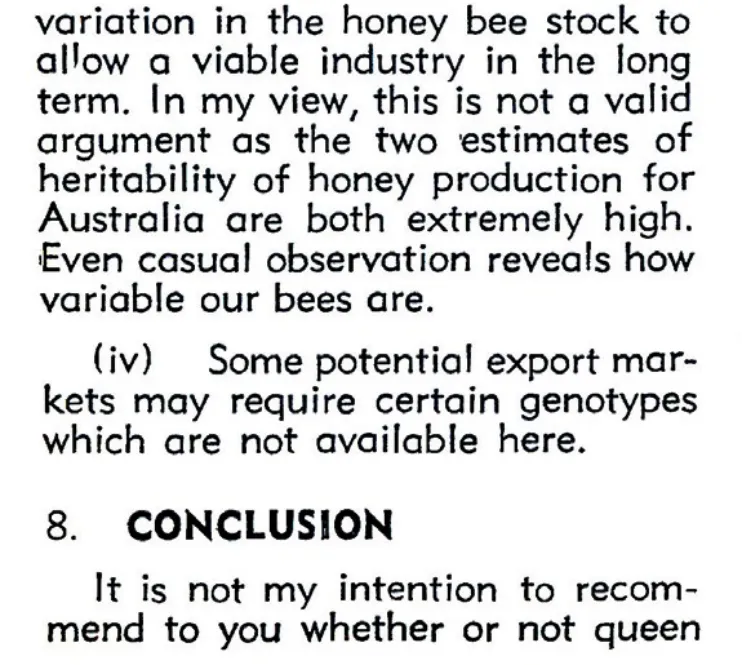 variation in the honey bee stock to
allow a viable industry in the long
term. In my view, this is not a valid
argument as the two estimates of
heritability of honey production for
Australia are both extremely high.
Even casual observation reveals how
variable our bees are.
(iv) Some potential export mar-
kets may require certain genotypes
which are not available here.
8. CONCLUSION
It is not my intention to recom-
mend to you whether or not queen